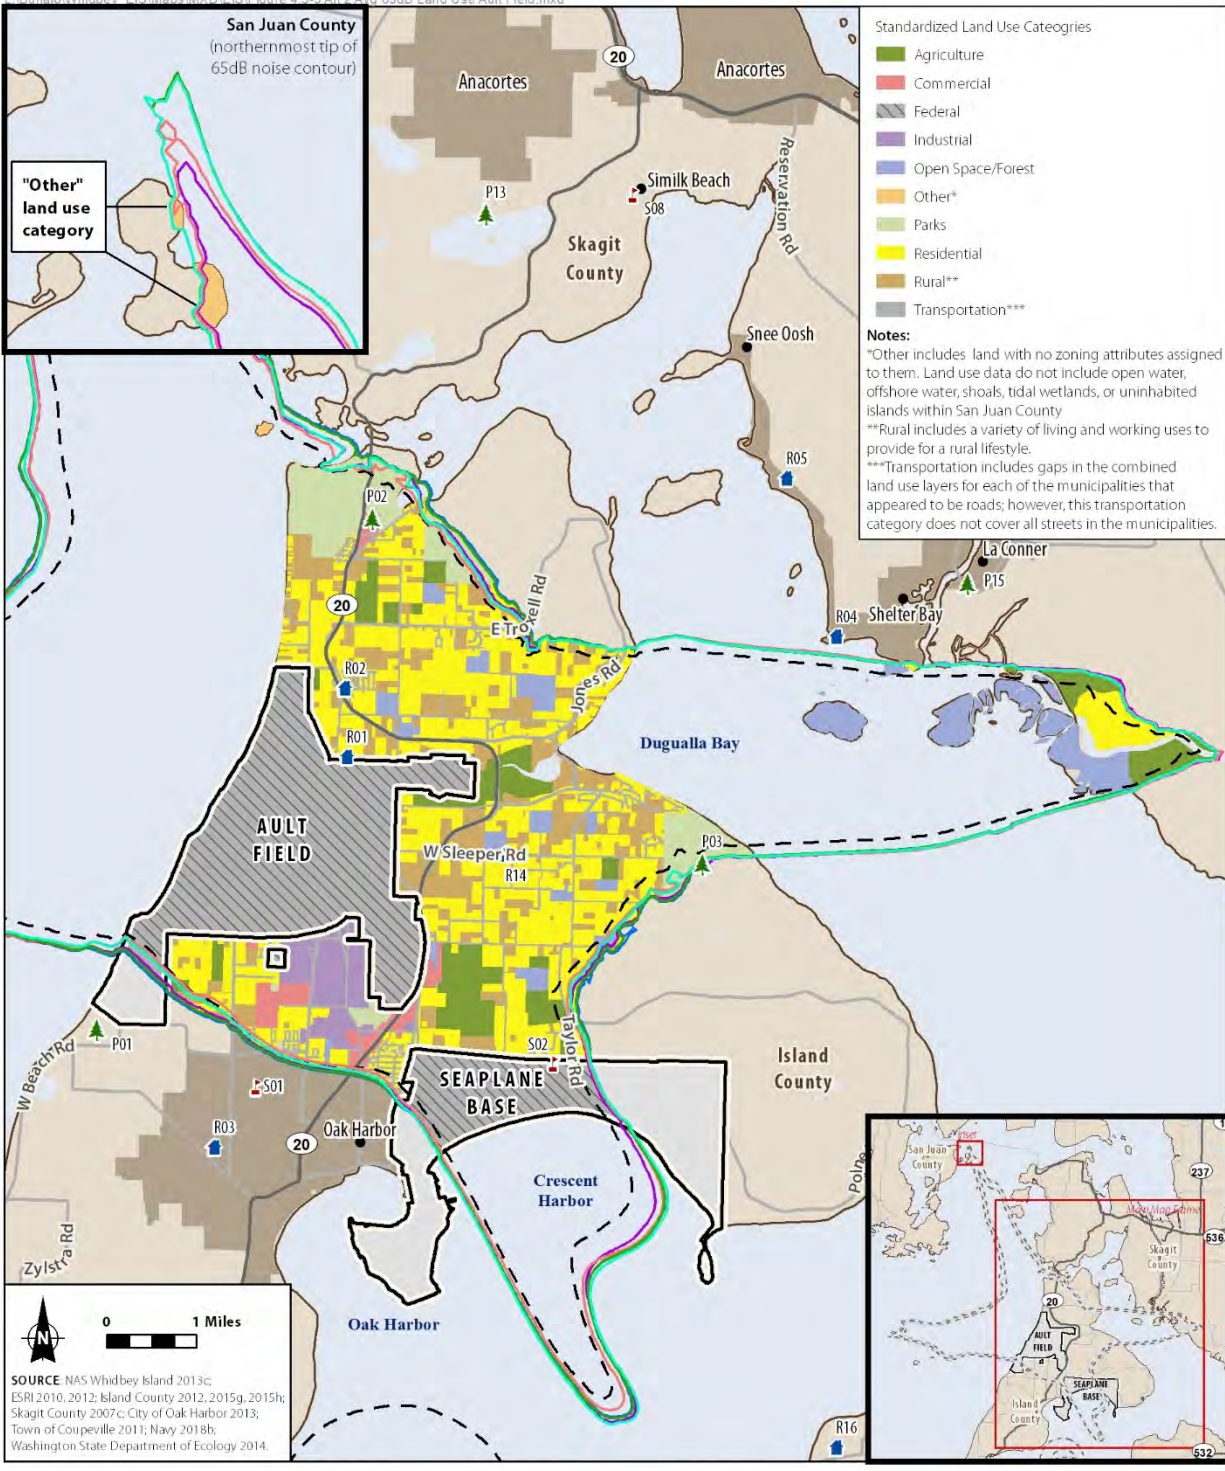 San Juan County
(northernmost tip of
65dB noise contour)
"Other"
land use
category
Anacortes
20
Anacortes
P13
Similk Beach
S08
Skagit
County
Reservation Rd
Snee Oosh
R05
Standardized Land Use Cateogries
Agriculture
Commercial
Federal
Industrial
Open Space/Forest
Other*
Parks
Residential
Rural**
Transportation***
Notes:
*Other includes land with no zoning attributes assigned
to them. Land use data do not include open water,
offshore water, shoals, tidal wetlands, or uninhabited
islands within San Juan County
**Rural includes a variety of living and working uses to
provide for a rural lifestyle.
***Transportation includes gaps in the combined
land use layers for each of the municipalities that
appeared to be roads; however, this transportation
category does not cover all streets in the municipalities.
La Conner
P15
Shelter Bay
R04
P02
20
E Troxell Rd
R02
Jones Rd
R01
Dugualla Bay
AULT
FIELD
W Sleeper Rd
R14
P03
P01
W Beach Rd
S02
Taylor Rd
SEAPLANE
BASE
Island
County
S01
R03
20
Oak Harbor
Crescent
Harbor
Zylstra Rd
Oak Harbor
R16
0 1 Miles
N
SOURCE: NAS Whidbey Island 2013c;
ESRI 2010, 2012; Island County 2012, 2015g, 2015h;
Skagit County 2007c; City of Oak Harbor 2013;
Town of Coupeville 2011; Navy 2018b;
Washington State Department of Ecology 2014.
San Juan
County
Inset
237
Main Map Frame
536
Skagit
County
20
AULT
FIELD
SEAPLANE
BASE
Island
County
532